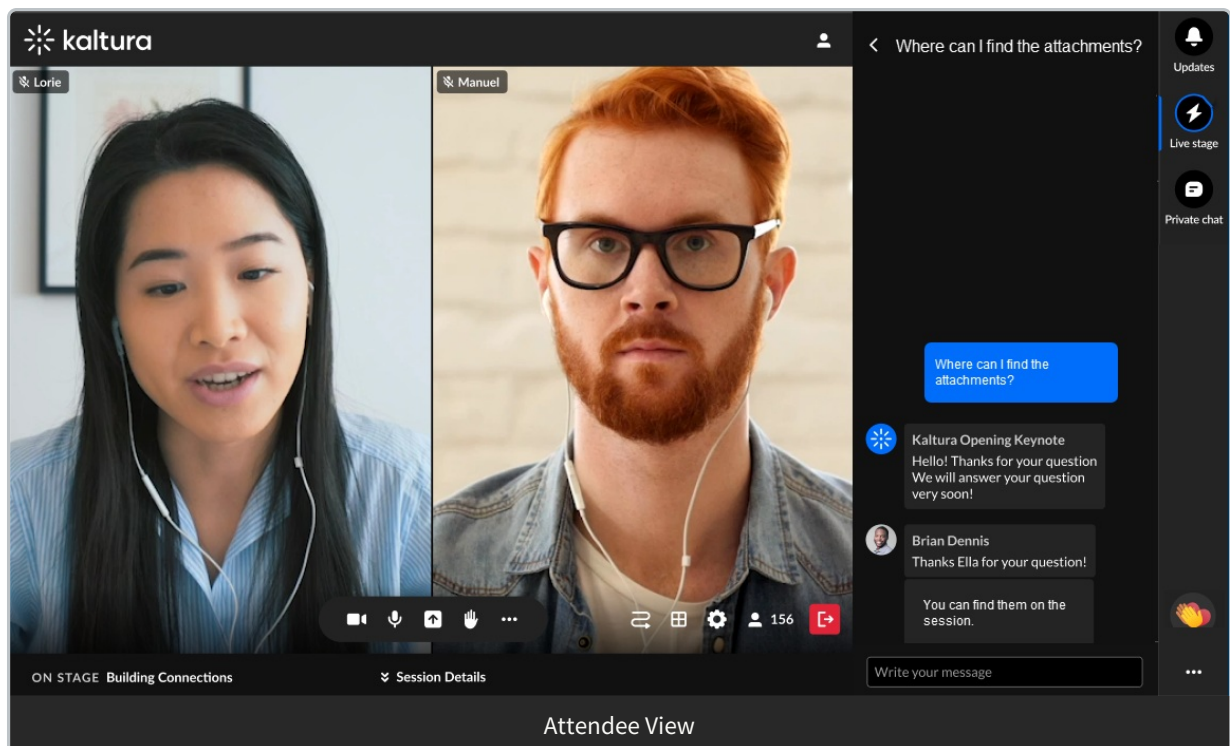 kaltura
Where can I find the attachments?
Updates
Lorie
Manuel
Live stage
Private chat
Where can I find the
attachments?
Kaltura Opening Keynote
Hello! Thanks for your question
We will answer your question
very soon!
Brian Dennis
Thanks Ella for your question!
You can find them on the
session.
156
ON STAGE Building Connections
Session Details
Write your message
Attendee View